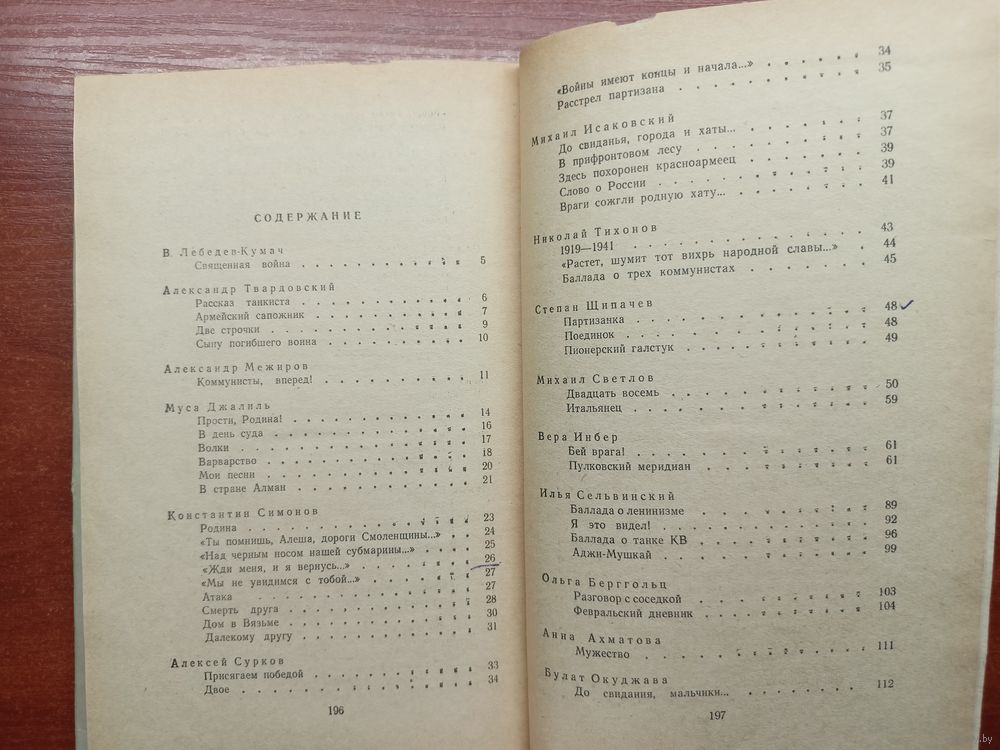 СОДЕРЖАНИЕ
В. Лебедев-Кумач
Священная война . . . . . . . . . . 5
Александр Твардовский
Рассказ танкиста . . . . . . . . . . 6
Армейский сапожник . . . . . . . . . . 7
Две строчки . . . . . . . . . . 9
Сыну погибшего воина . . . . . . . . . . 10
Александр Межиров
Коммунисты, вперед! . . . . . . . . . . 11
Муса Джалиль
Прости, Родина! . . . . . . . . . . 14
В день суда . . . . . . . . . . 16
Волки . . . . . . . . . . 17
Варварство . . . . . . . . . . 18
Мои песни . . . . . . . . . . 20
В стране Алман . . . . . . . . . . 21
Константин Симонов
Родина . . . . . . . . . . 23
«Ты помнишь, Алеша, дороги Смоленщины...» . . 24
«Над черным носом нашей субмарины...» . . . . 25
«Жди меня, и я вернусь...» . . . . . . . 26
«Мы не увидимся с тобой...» . . . . . . . 27
Атака . . . . . . . . . . 27
Смерть друга . . . . . . . . . . 28
Дом в Вязьме . . . . . . . . . . 30
Далекому другу . . . . . . . . . . 31
Алексей Сурков
Присягаем победой . . . . . . . . . . 33
Двое . . . . . . . . . . 34
196
«Войны имеют концы и начала...» . . . . . . 34
Расстрел партизана . . . . . . . . . . 35
Михаил Исаковский
До свиданья, города и хаты... . . . . . . . 37
В прифронтовом лесу . . . . . . . . . . 37
Здесь похоронен красноармеец . . . . . . . 39
Слово о России . . . . . . . . . . 39
Враги сожгли родную хату... . . . . . . . 41
Николай Тихонов
1919—1941 . . . . . . . . . . 43
«Растет, шумит тот вихрь народной славы...» . 44
Баллада о трех коммунистах . . . . . . . 45
Степан Щипачев
Партизанка . . . . . . . . . . 48
Поединок . . . . . . . . . . 48
Пионерский галстук . . . . . . . . . . 49
Михаил Светлов
Двадцать восемь . . . . . . . . . . 50
Итальянец . . . . . . . . . . 59
Вера Инбер
Бей врага! . . . . . . . . . . 61
Пулковский меридиан . . . . . . . . . . 61
Илья Сельвинский
Баллада о ленинизме . . . . . . . . . . 89
Я это видел! . . . . . . . . . . 92
Баллада о танке КВ . . . . . . . . . . 96
Аджи-Мушкай . . . . . . . . . . 99
Ольга Берггольц
Разговор с соседкой . . . . . . . . . . 103
Февральский дневник . . . . . . . . . . 104
Анна Ахматова
Мужество . . . . . . . . . . 111
Булат Окуджава
До свидания, мальчики... . . . . . . . 112
197